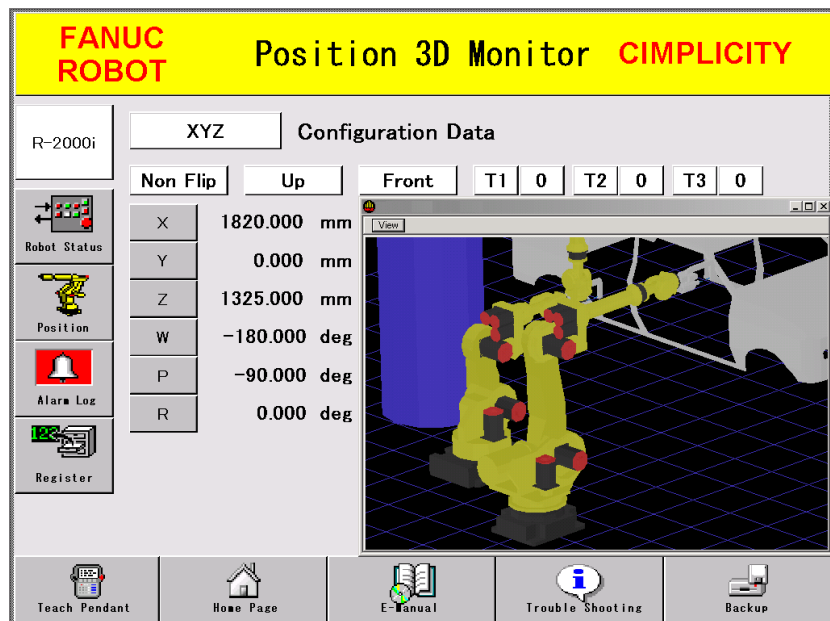 FANUC
ROBOT
Position 3D Monitor
CIMPLICITY
R-2000i
XYZ
Configuration Data
Non Flip
Up
Front
T1 0
T2 0
T3 0
Robot Status
Position
Alarm Log
Register
X 1820.000 mm
Y 0.000 mm
Z 1325.000 mm
W -180.000 deg
P -90.000 deg
R 0.000 deg
View
123
Teach Pendant
Home Page
E-Manual
Trouble Shooting
Backup